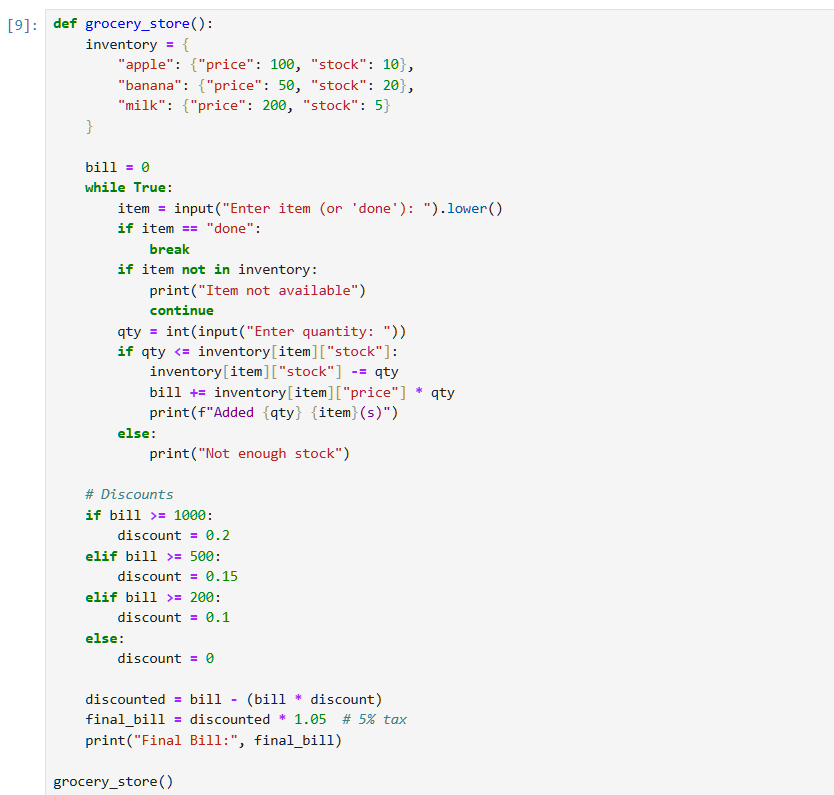 [9]: def grocery_store():
    inventory = {
        "apple": {"price": 100, "stock": 10},
        "banana": {"price": 50, "stock": 20},
        "milk": {"price": 200, "stock": 5}
    }

    bill = 0
    while True:
        item = input("Enter item (or 'done'): ").lower()
        if item == "done":
            break
        if item not in inventory:
            print("Item not available")
            continue
        qty = int(input("Enter quantity: "))
        if qty <= inventory[item]["stock"]:
            inventory[item]["stock"] -= qty
            bill += inventory[item]["price"] * qty
            print(f"Added {qty} {item}(s)")
        else:
            print("Not enough stock")

    # Discounts
    if bill >= 1000:
        discount = 0.2
    elif bill >= 500:
        discount = 0.15
    elif bill >= 200:
        discount = 0.1
    else:
        discount = 0

    discounted = bill - (bill * discount)
    final_bill = discounted * 1.05  # 5% tax
    print("Final Bill:", final_bill)

grocery_store()